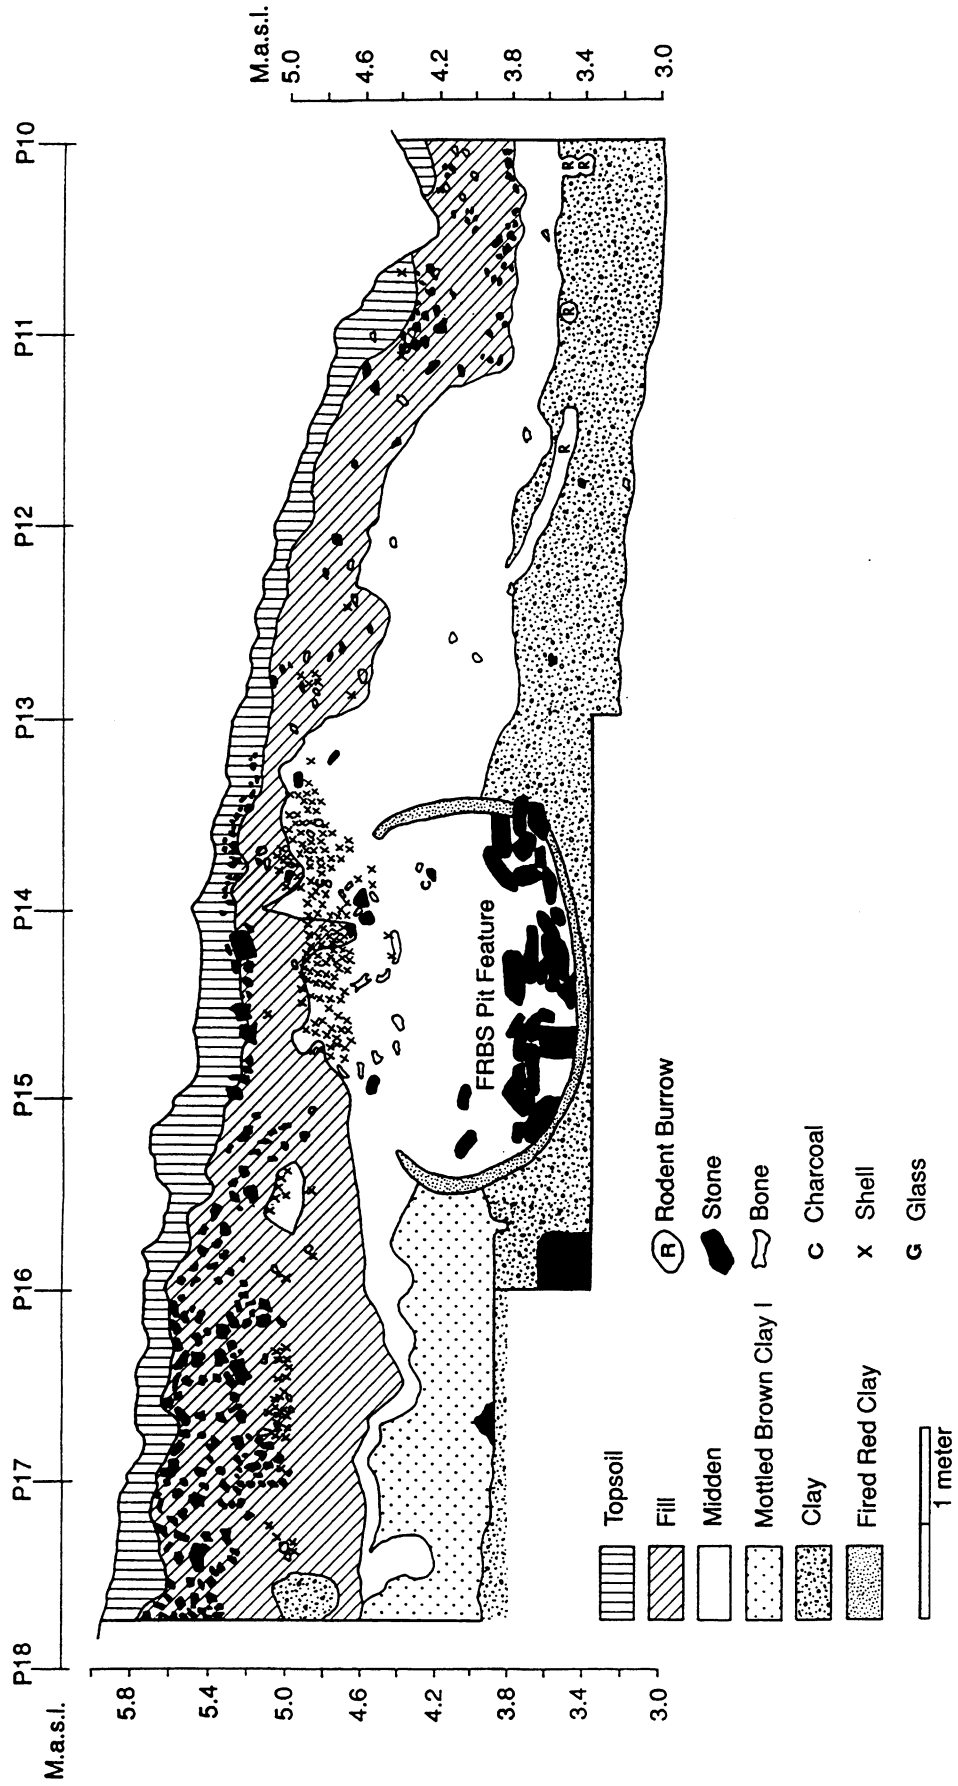 M.a.s.l.
P18
P17
P16
P15
P14
P13
P12
P11
P10
M.a.s.l.
5.8
5.4
5.0
4.6
4.2
3.8
3.4
3.0
5.0
4.6
4.2
3.8
3.4
3.0
FRBS Pit Feature
C
R
R
R
R
Topsoil
Fill
Midden
Mottled Brown Clay I
Clay
Fired Red Clay
R Rodent Burrow
Stone
Bone
C Charcoal
X Shell
G Glass
1 meter